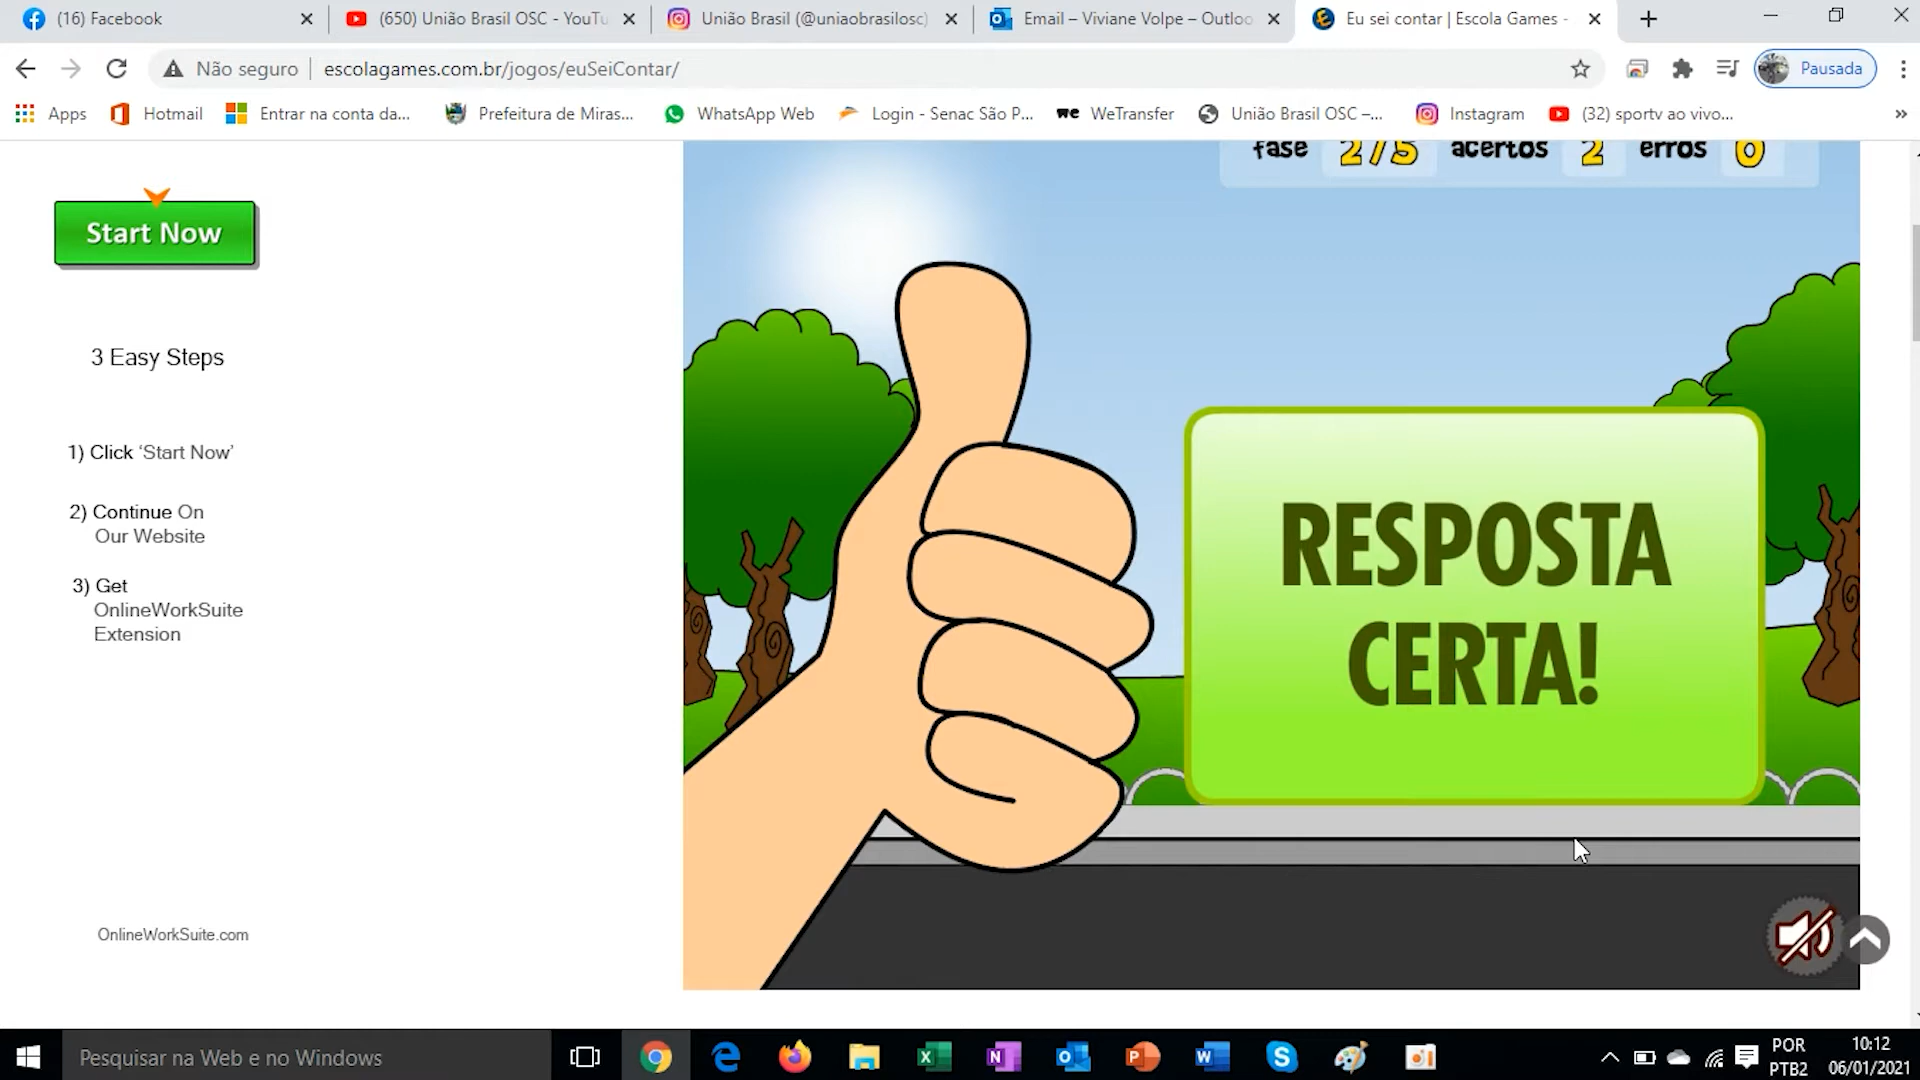 (16) Facebook
(650) União Brasil OSC - YouTu
União Brasil (@uniaobrasilosc)
Email – Viviane Volpe – Outloo
Eu sei contar | Escola Games -
Não seguro
escolagames.com.br/jogos/euSeiContar/
Pausada
Apps
Hotmail
Entrar na conta da...
Prefeitura de Miras...
WhatsApp Web
Login - Senac São P...
we WeTransfer
União Brasil OSC –...
Instagram
(32) sportv ao vivo...
»
fase 2/5 acertos 2 erros 0
Start Now
3 Easy Steps
1) Click ‘Start Now’
2) Continue On
Our Website
3) Get
OnlineWorkSuite
Extension
OnlineWorkSuite.com
RESPOSTA
CERTA!
Pesquisar na Web e no Windows
POR
PTB2
10:12
06/01/2021